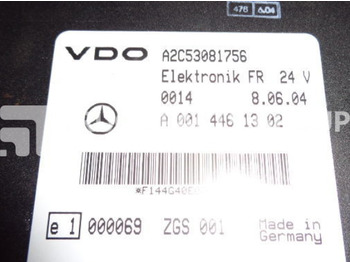 476 6.04
VDO A2C53081756
Elektronik FR 24 V
0014 8.06.04
A 001 446 13 02
e1 000069 ZGS 001 Made in
Germany